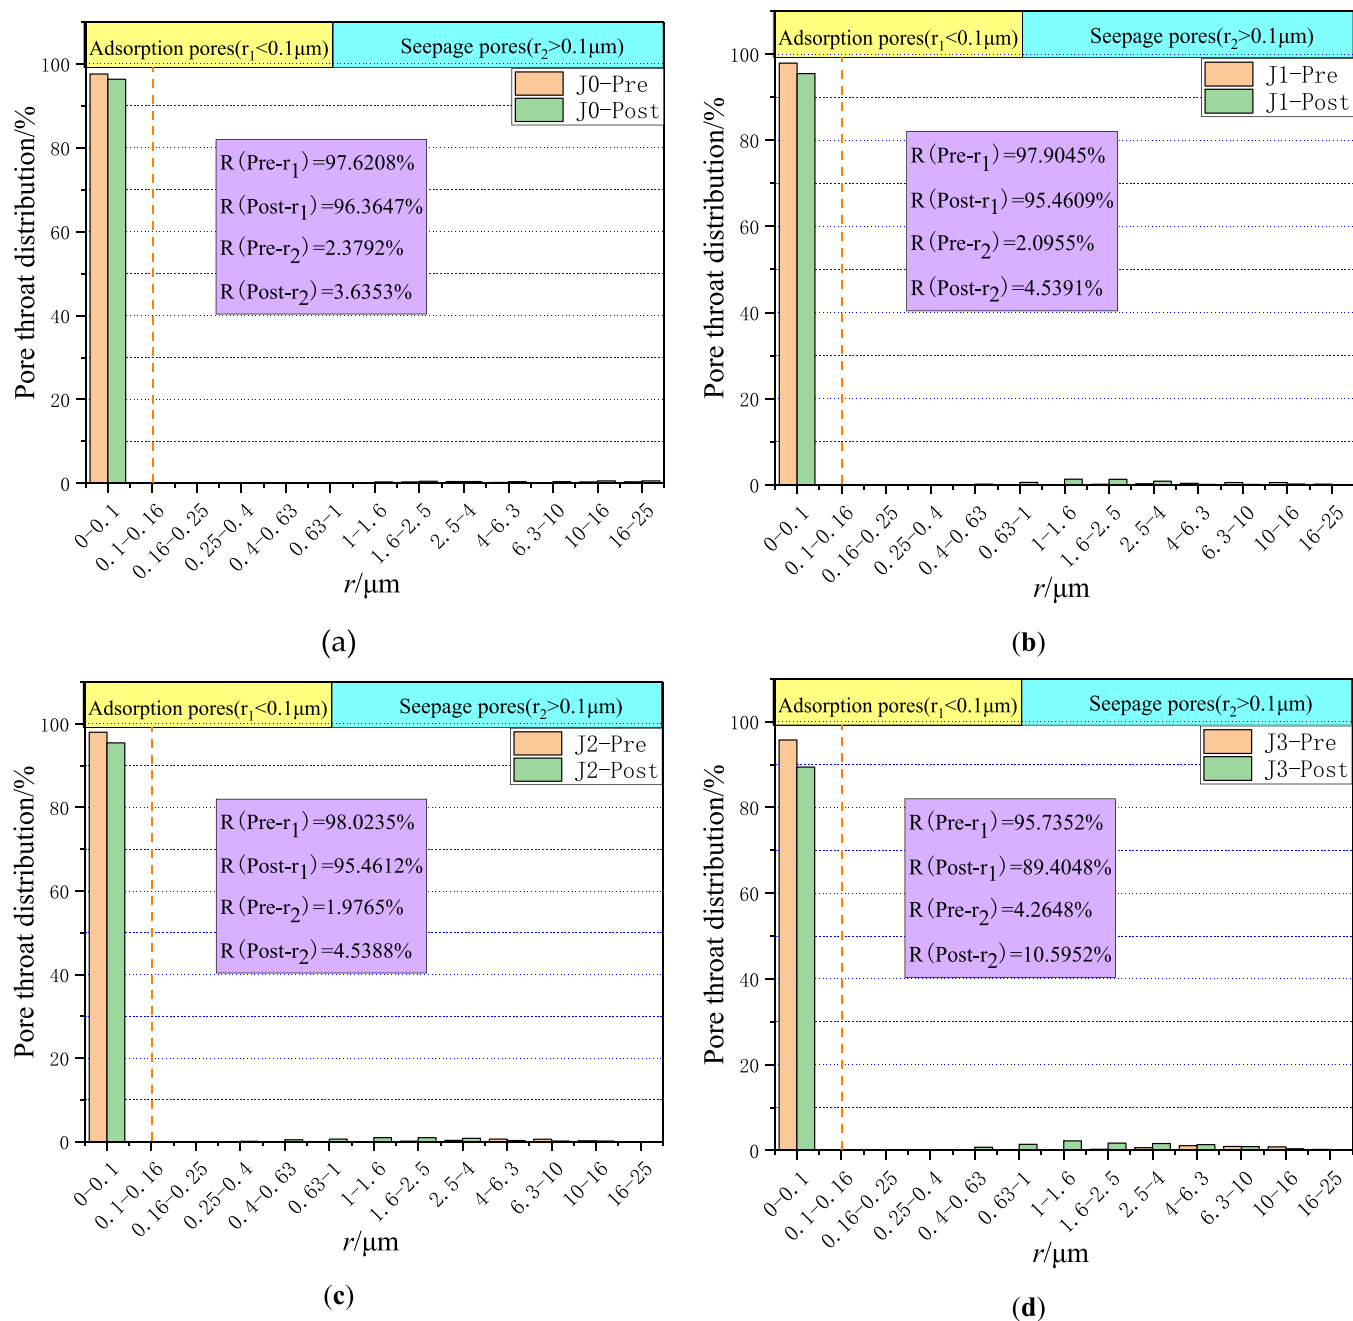 Adsorption pores(r1<0.1μm)
Seepage pores(r2>0.1μm)
J0-Pre
J0-Post
R(Pre-r1)=97.6208%
R(Post-r1)=96.3647%
R(Pre-r2)=2.3792%
R(Post-r2)=3.6353%
Pore throat distribution/%
100
80
60
40
20
0
0-0.1
0.1-0.16
0.16-0.25
0.25-0.4
0.4-0.63
0.63-1
1-1.6
1.6-2.5
2.5-4
4-6.3
6.3-10
10-16
16-25
r/μm
(a)
Adsorption pores(r1<0.1μm)
Seepage pores(r2>0.1μm)
J1-Pre
J1-Post
R(Pre-r1)=97.9045%
R(Post-r1)=95.4609%
R(Pre-r2)=2.0955%
R(Post-r2)=4.5391%
Pore throat distribution/%
100
80
60
40
20
0
0-0.1
0.1-0.16
0.16-0.25
0.25-0.4
0.4-0.63
0.63-1
1-1.6
1.6-2.5
2.5-4
4-6.3
6.3-10
10-16
16-25
r/μm
(b)
Adsorption pores(r1<0.1μm)
Seepage pores(r2>0.1μm)
J2-Pre
J2-Post
R(Pre-r1)=98.0235%
R(Post-r1)=95.4612%
R(Pre-r2)=1.9765%
R(Post-r2)=4.5388%
Pore throat distribution/%
100
80
60
40
20
0
0-0.1
0.1-0.16
0.16-0.25
0.25-0.4
0.4-0.63
0.63-1
1-1.6
1.6-2.5
2.5-4
4-6.3
6.3-10
10-16
16-25
r/μm
(c)
Adsorption pores(r1<0.1μm)
Seepage pores(r2>0.1μm)
J3-Pre
J3-Post
R(Pre-r1)=95.7352%
R(Post-r1)=89.4048%
R(Pre-r2)=4.2648%
R(Post-r2)=10.5952%
Pore throat distribution/%
100
80
60
40
20
0
0-0.1
0.1-0.16
0.16-0.25
0.25-0.4
0.4-0.63
0.63-1
1-1.6
1.6-2.5
2.5-4
4-6.3
6.3-10
10-16
16-25
r/μm
(d)